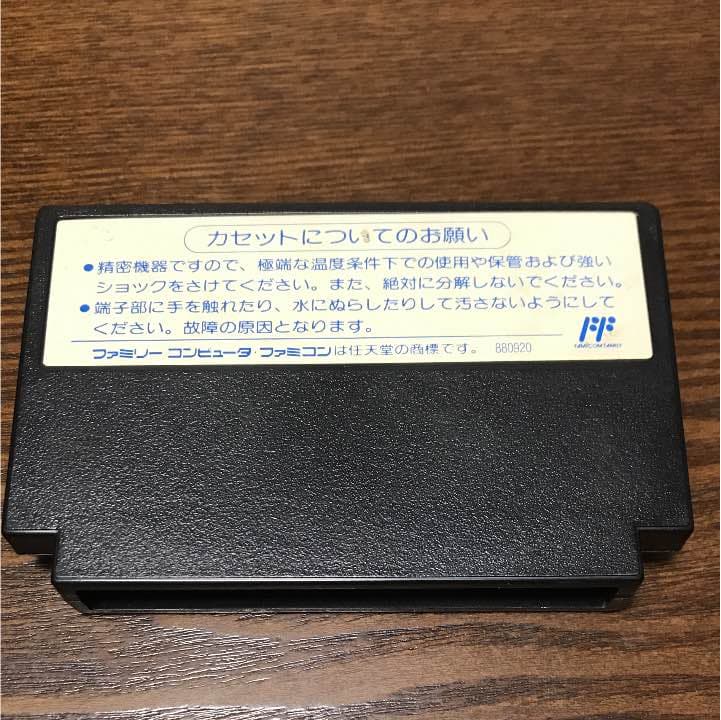 カセットについてのお願い
●精密機器ですので、極端な温度条件下での使用や保管および強い
ショックをさけてください。また、絶対に分解しないでください。
●端子部に手を触れたり、水にぬらしたりして汚さないようにして
ください。故障の原因となります。
ファミリーコンピュータ・ファミコンは任天堂の商標です。 880920
FF
FAMICOM FAMILY